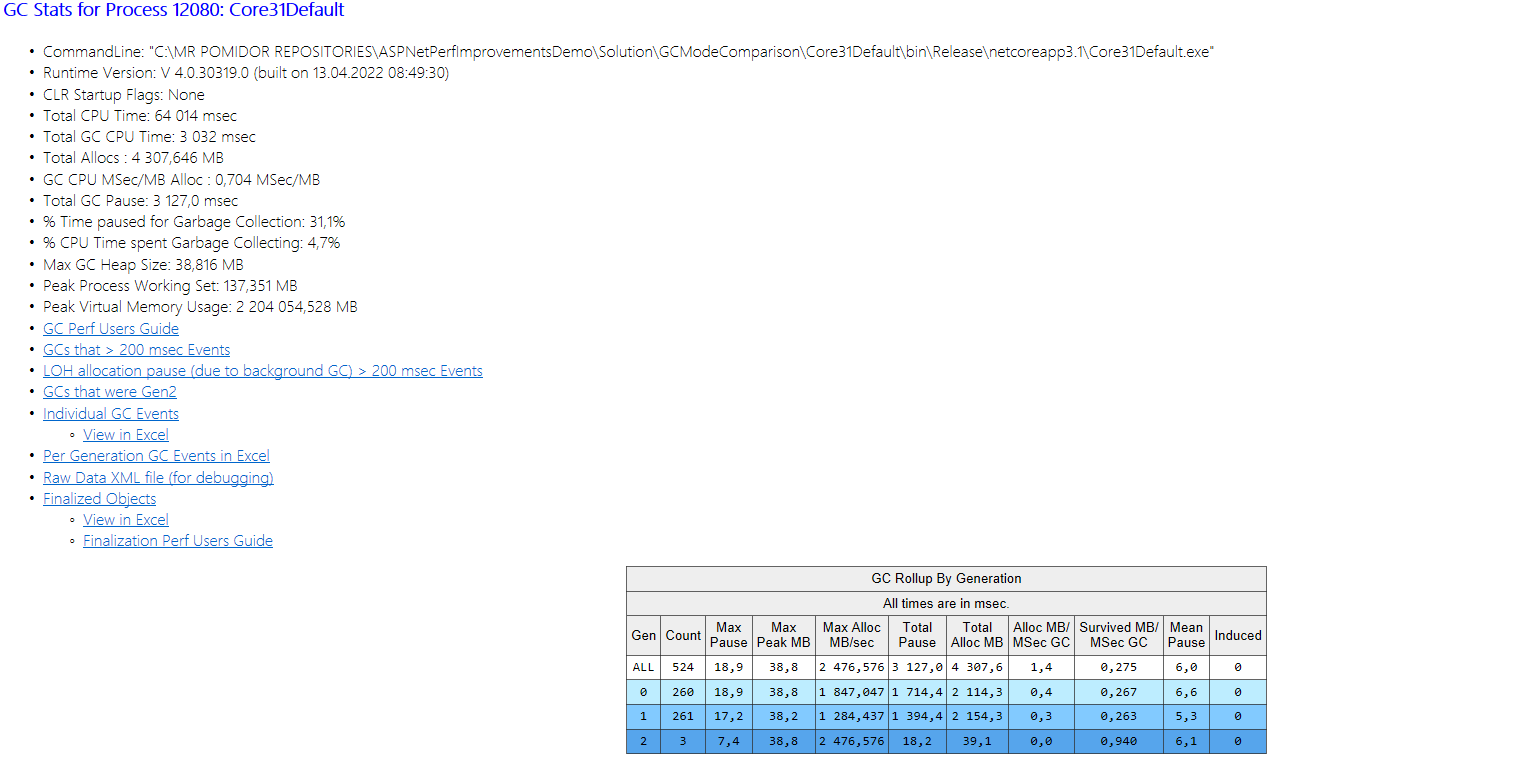 GC Stats for Process 12080: Core31Default
• CommandLine: "C:\MR POMIDOR REPOSITORIES\ASPNetPerfImprovementsDemo\Solution\GCModeComparison\Core31Default\bin\Release\netcoreapp3.1\Core31Default.exe"
• Runtime Version: V 4.0.30319.0 (built on 13.04.2022 08:49:30)
• CLR Startup Flags: None
• Total CPU Time: 64 014 msec
• Total GC CPU Time: 3 032 msec
• Total Allocs : 4 307,646 MB
• GC CPU MSec/MB Alloc : 0,704 MSec/MB
• Total GC Pause: 3 127,0 msec
• % Time paused for Garbage Collection: 31,1%
• % CPU Time spent Garbage Collecting: 4,7%
• Max GC Heap Size: 38,816 MB
• Peak Process Working Set: 137,351 MB
• Peak Virtual Memory Usage: 2 204 054,528 MB
• GC Perf Users Guide
• GCs that > 200 msec Events
• LOH allocation pause (due to background GC) > 200 msec Events
• GCs that were Gen2
• Individual GC Events
◦ View in Excel
• Per Generation GC Events in Excel
• Raw Data XML file (for debugging)
• Finalized Objects
◦ View in Excel
◦ Finalization Perf Users Guide
GC Rollup By Generation
All times are in msec.
Gen Count Max Pause Max Peak MB Max Alloc MB/sec Total Pause Total Alloc MB Alloc MB/ MSec GC Survived MB/ MSec GC Mean Pause Induced
ALL 524 18,9 38,8 2 476,576 3 127,0 4 307,6 1,4 0,275 6,0 0
0 260 18,9 38,8 1 847,047 1 714,4 2 114,3 0,4 0,267 6,6 0
1 261 17,2 38,2 1 284,437 1 394,4 2 154,3 0,3 0,263 5,3 0
2 3 7,4 38,8 2 476,576 18,2 39,1 0,0 0,940 6,1 0